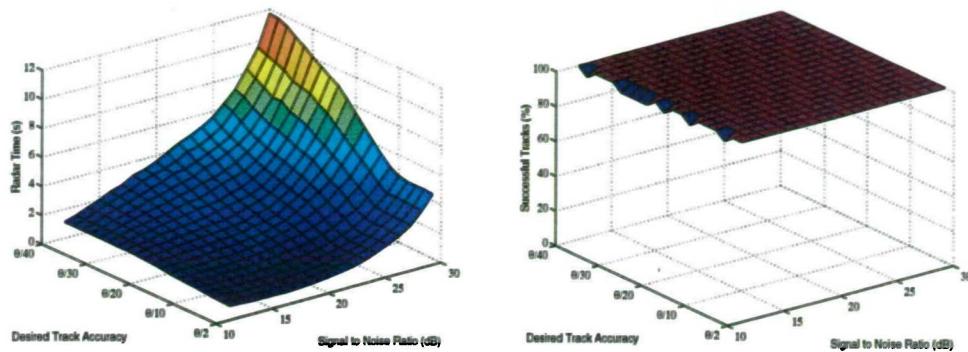 12
10
8
6
4
2
0
Radar Time (s)
θ/40
θ/30
θ/20
θ/10
θ/2
10
15
20
25
30
Desired Track Accuracy
Signal to Noise Ratio (dB)
100
80
60
40
20
0
Successful Tracks (%)
θ/40
θ/30
θ/20
θ/10
θ/2
10
15
20
25
30
Desired Track Accuracy
Signal to Noise Ratio (dB)